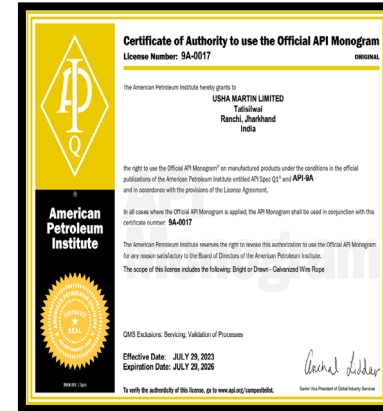 Certificate of Authority to use the Official API Monogram
License Number: 9A-0017
ORIGINAL
The American Petroleum Institute hereby grants to
USHA MARTIN LIMITED
Tatisilwai
Ranchi, Jharkhand
India
the right to use the Official API Monogram® on manufactured products under the conditions in the official
publications of the American Petroleum Institute entitled API Spec Q1® and API-9A
and in accordance with the provisions of the License Agreement.
In all cases where the Official API Monogram is applied, the API Monogram shall be used in conjunction with this
certificate number: 9A-0017
The American Petroleum Institute reserves the right to revoke this authorization to use the Official API Monogram
for any reason satisfactory to the Board of Directors of the American Petroleum Institute.
The scope of this license includes the following: Bright or Drawn - Galvanized Wire Rope
QMS Exclusions: Servicing; Validation of Processes
Effective Date: JULY 29, 2023
Expiration Date: JULY 29, 2026
To verify the authenticity of this license, go to www.api.org/compositelist.
Senior Vice President of Global Industry Services
API
Q
®
American
Petroleum
Institute
SEAL
API
Monogram